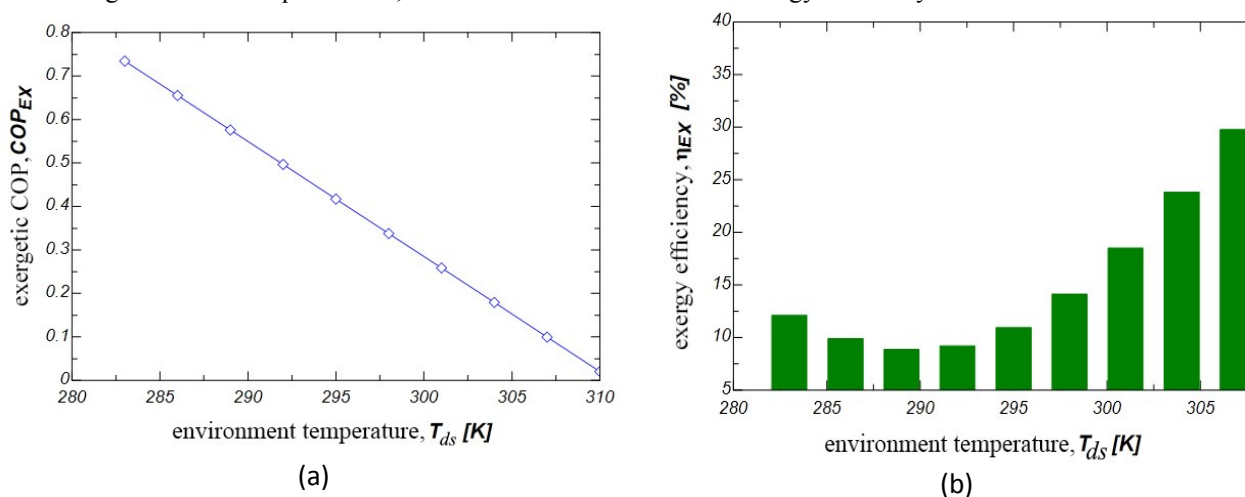 exergetic COP, COP_EX
0.8
0.7
0.6
0.5
0.4
0.3
0.2
0.1
0
280 285 290 295 300 305 310
environment temperature, T_ds [K]
(a)
exergy efficiency, η_EX [%]
40
35
30
25
20
15
10
5
280 285 290 295 300 305
environment temperature, T_ds [K]
(b)